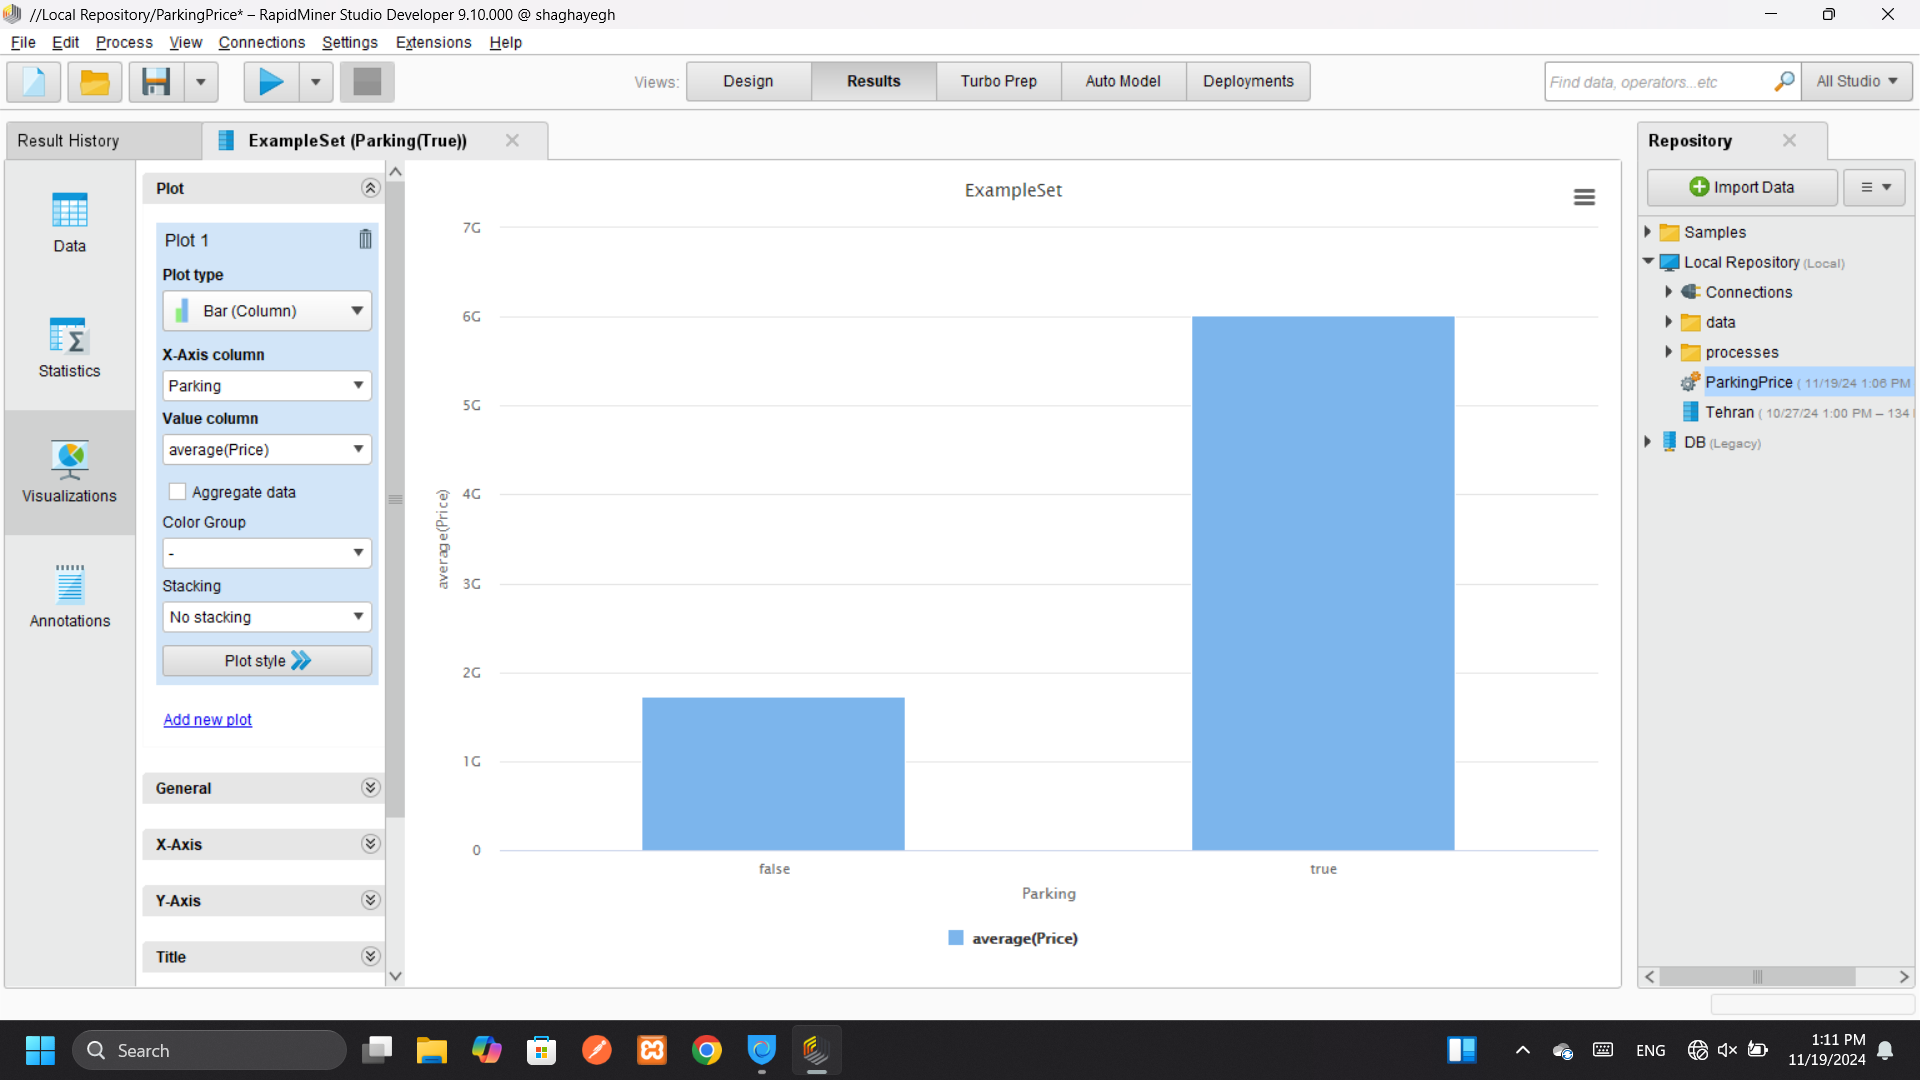 //Local Repository/ParkingPrice* – RapidMiner Studio Developer 9.10.000 @ shaghayegh
File Edit Process View Connections Settings Extensions Help
Views: Design Results Turbo Prep Auto Model Deployments
Find data, operators...etc
All Studio
Result History
ExampleSet (Parking(True))
Data
Statistics
Visualizations
Annotations
Plot
Plot 1
Plot type
Bar (Column)
X-Axis column
Parking
Value column
average(Price)
Aggregate data
Color Group
-
Stacking
No stacking
Plot style
Add new plot
General
X-Axis
Y-Axis
Title
ExampleSet
7G
6G
5G
4G
3G
2G
1G
0
average(Price)
false
true
Parking
average(Price)
Repository
Import Data
Samples
Local Repository (Local)
Connections
data
processes
ParkingPrice ( 11/19/24 1:06 PM
Tehran ( 10/27/24 1:00 PM – 134
DB (Legacy)
Search
ENG
1:11 PM
11/19/2024